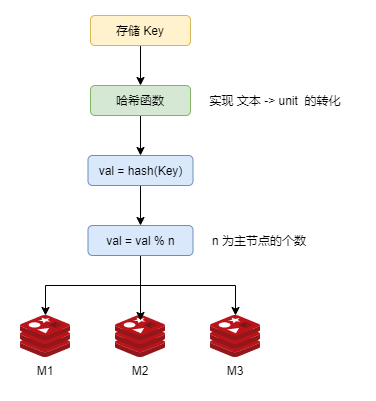 存储 Key
哈希函数
实现 文本 -> unit 的转化
val = hash(Key)
val = val % n
n 为主节点的个数
M1
M2
M3